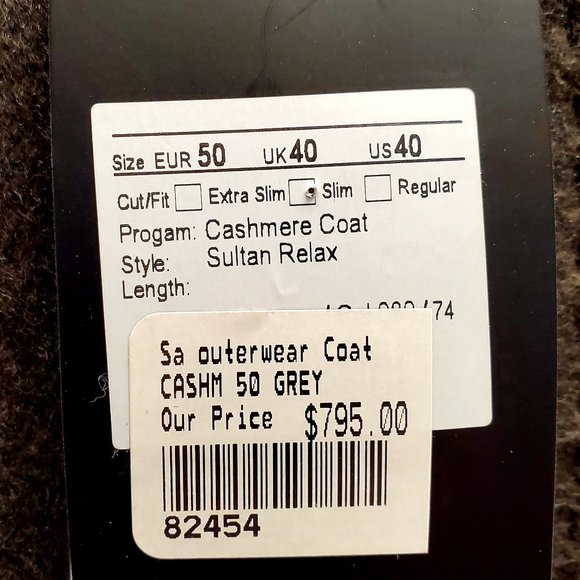 Size EUR 50 UK 40 US 40
Cut/Fit Extra Slim Slim Regular
Progam: Cashmere Coat
Style: Sultan Relax
Length:
/74
Sa outerwear Coat
CASHM 50 GREY
Our Price $795.00
82454